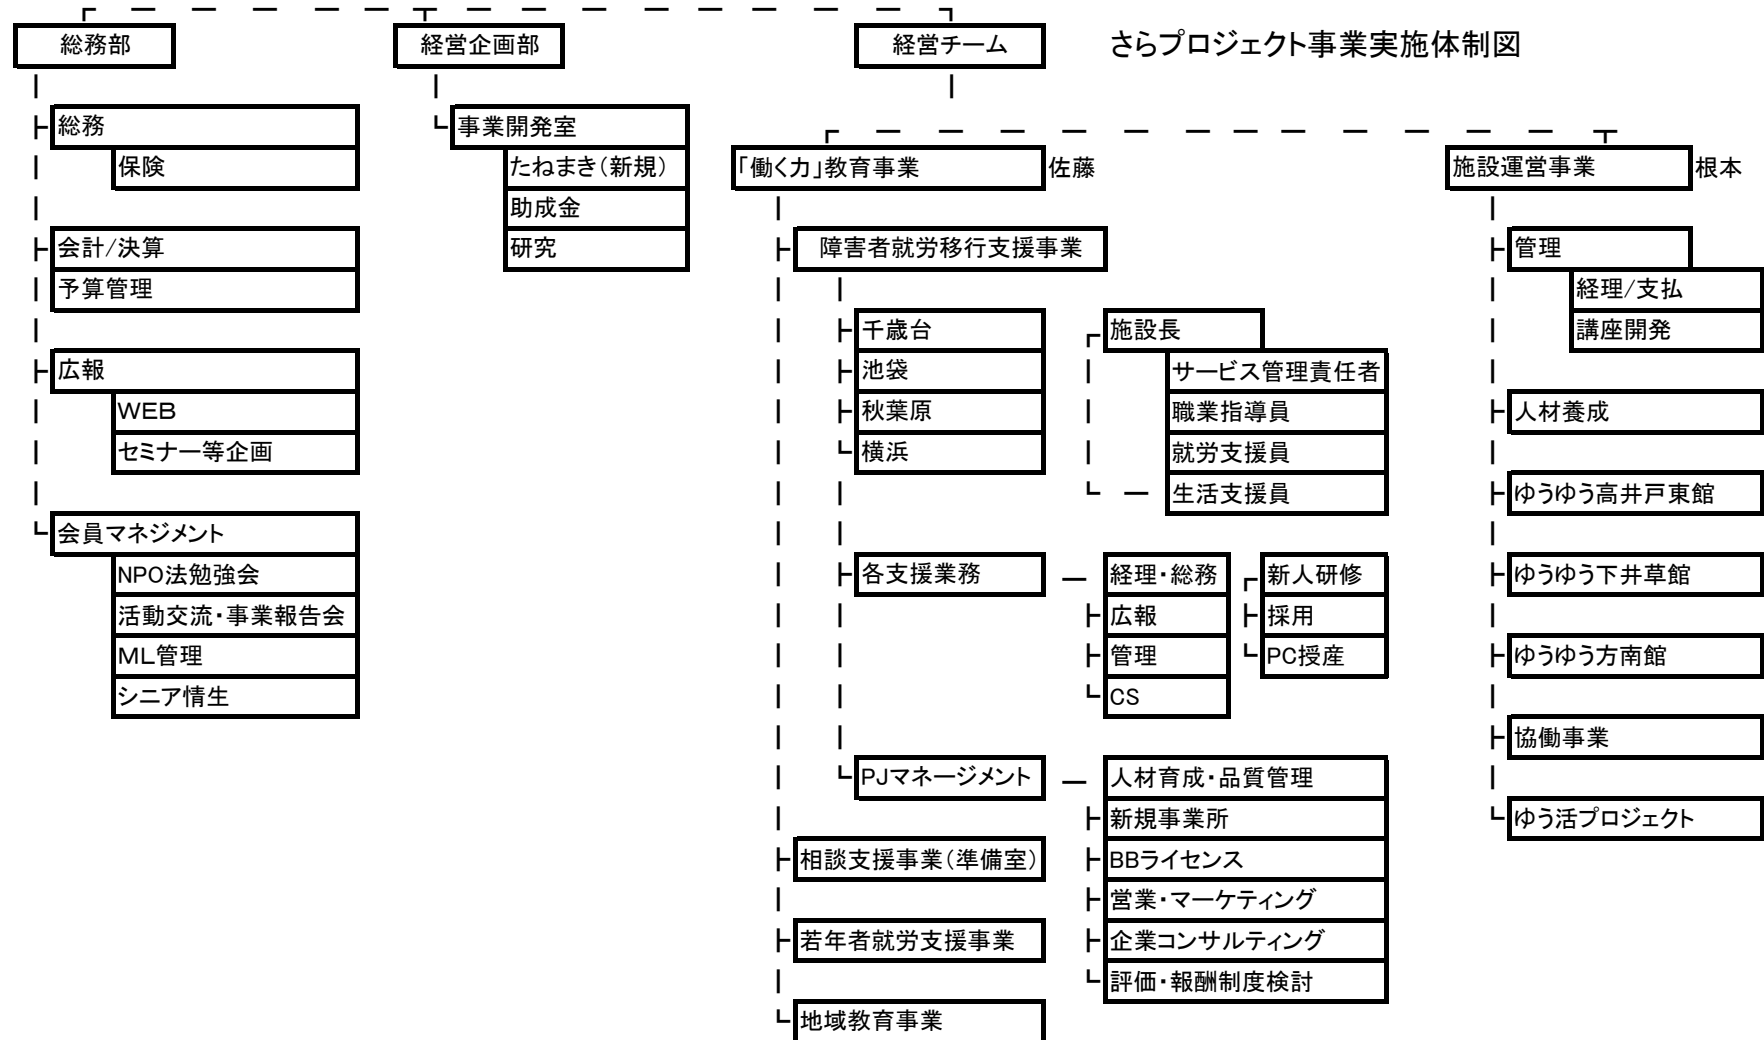 さらプロジェクト事業実施体制図
総務部
総務
保険
会計/決算
予算管理
広報
WEB
セミナー等企画
会員マネジメント
NPO法勉強会
活動交流・事業報告会
ML管理
シニア情生
経営企画部
事業開発室
たねまき(新規)
助成金
研究
経営チーム
「働く力」教育事業 佐藤
障害者就労移行支援事業
千歳台
池袋
秋葉原
横浜
施設長
サービス管理責任者
職業指導員
就労支援員
生活支援員
各支援業務
経理・総務
広報
管理
CS
新人研修
採用
PC授産
PJマネージメント
人材育成・品質管理
新規事業所
BBライセンス
営業・マーケティング
企業コンサルティング
評価・報酬制度検討
相談支援事業(準備室)
若年者就労支援事業
地域教育事業
施設運営事業 根本
管理
経理/支払
講座開発
人材養成
ゆうゆう高井戸東館
ゆうゆう下井草館
ゆうゆう方南館
協働事業
ゆう活プロジェクト